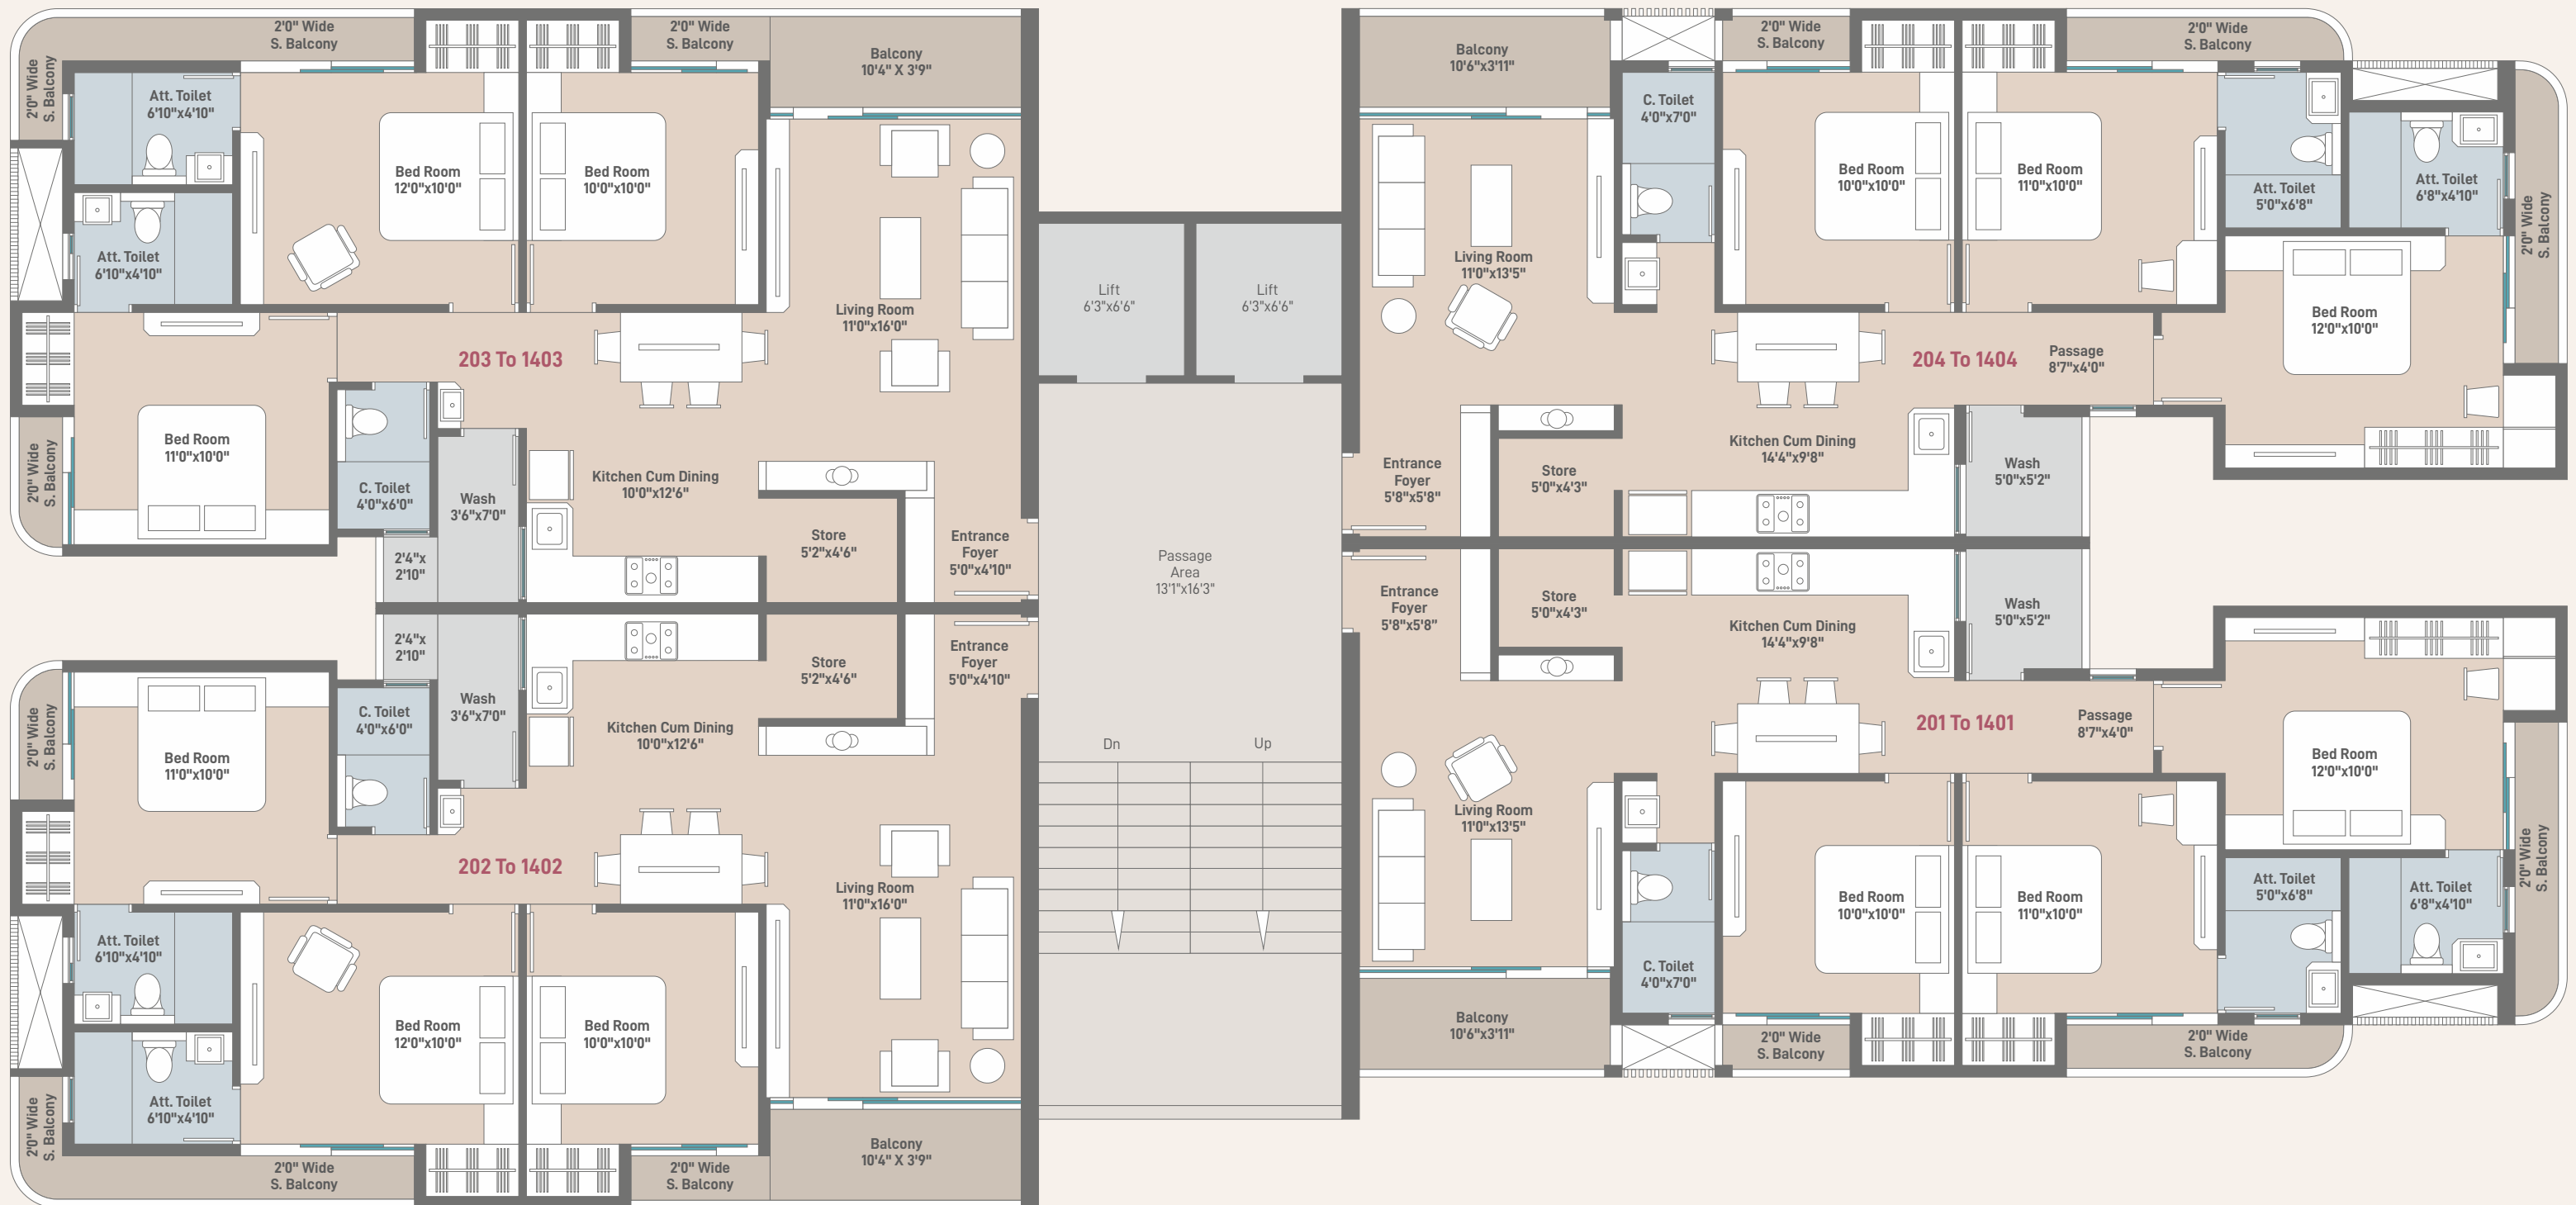 2'0" Wide
S. Balcony
2'0" Wide
S. Balcony
Balcony
10'4" X 3'9"
2'0" Wide
S. Balcony
Att. Toilet
6'10"x4'10"
Bed Room
12'0"x10'0"
Bed Room
10'0"x10'0"
Att. Toilet
6'10"x4'10"
Living Room
11'0"x16'0"
203 To 1403
Bed Room
11'0"x10'0"
2'0" Wide
S. Balcony
C. Toilet
4'0"x6'0"
Wash
3'6"x7'0"
Kitchen Cum Dining
10'0"x12'6"
Store
5'2"x4'6"
Entrance
Foyer
5'0"x4'10"
2'4"x
2'10"
Lift
6'3"x6'6"
Lift
6'3"x6'6"
Passage
Area
13'1"x16'3"
Dn
Up
Balcony
10'6"x3'11"
2'0" Wide
S. Balcony
2'0" Wide
S. Balcony
C. Toilet
4'0"x7'0"
Bed Room
10'0"x10'0"
Bed Room
11'0"x10'0"
Att. Toilet
5'0"x6'8"
Att. Toilet
6'8"x4'10"
2'0" Wide
S. Balcony
Living Room
11'0"x13'5"
Bed Room
12'0"x10'0"
204 To 1404
Passage
8'7"x4'0"
Entrance
Foyer
5'8"x5'8"
Store
5'0"x4'3"
Kitchen Cum Dining
14'4"x9'8"
Wash
5'0"x5'2"
2'4"x
2'10"
Store
5'2"x4'6"
Entrance
Foyer
5'0"x4'10"
2'0" Wide
S. Balcony
Bed Room
11'0"x10'0"
C. Toilet
4'0"x6'0"
Wash
3'6"x7'0"
Kitchen Cum Dining
10'0"x12'6"
202 To 1402
Living Room
11'0"x16'0"
Att. Toilet
6'10"x4'10"
Bed Room
12'0"x10'0"
Bed Room
10'0"x10'0"
Att. Toilet
6'10"x4'10"
2'0" Wide
S. Balcony
2'0" Wide
S. Balcony
2'0" Wide
S. Balcony
Balcony
10'4" X 3'9"
Entrance
Foyer
5'8"x5'8"
Store
5'0"x4'3"
Kitchen Cum Dining
14'4"x9'8"
Wash
5'0"x5'2"
201 To 1401
Passage
8'7"x4'0"
Bed Room
12'0"x10'0"
Living Room
11'0"x13'5"
C. Toilet
4'0"x7'0"
Bed Room
10'0"x10'0"
Bed Room
11'0"x10'0"
Att. Toilet
5'0"x6'8"
Att. Toilet
6'8"x4'10"
2'0" Wide
S. Balcony
Balcony
10'6"x3'11"
2'0" Wide
S. Balcony
2'0" Wide
S. Balcony